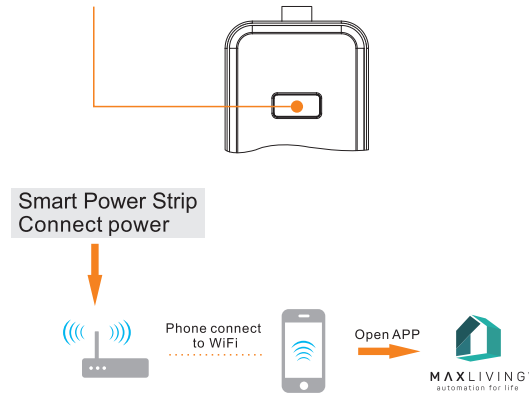 Smart Power Strip
Connect power
Phone connect
to WiFi
Open APP
MAXLIVING
automation for life